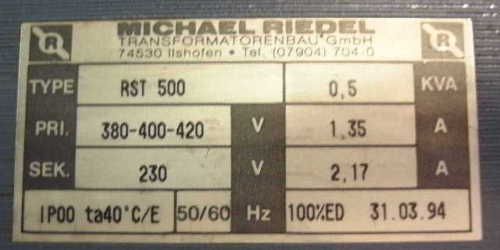 MICHAEL RIEDEL
TRANSFORMATORENBAU GmbH
74530 Ilshofen • Tel. (07904) 704-0
R R
TYPE RST 500 0,5 KVA
PRI. 380-400-420 V 1,35 A
SEK. 230 V 2,17 A
IP00 ta40°C/E 50/60 Hz 100%ED 31.03.94